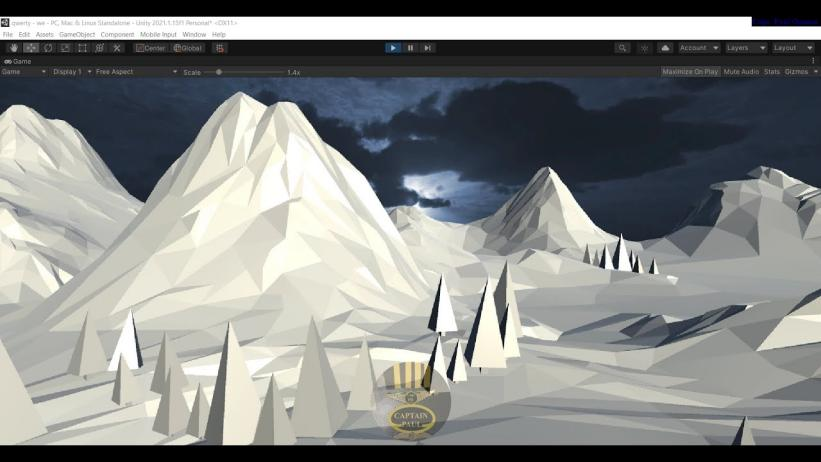 qwerty - we - PC, Mac & Linux Standalone - Unity 2021.1.15f1 Personal* <DX11>
File Edit Assets GameObject Component Mobile Input Window Help
Center Global Account Layers Layout
Game
Game Display 1 Free Aspect Scale 1.4x Maximize On Play Mute Audio Stats Gizmos
CAPTAIN
PAUL